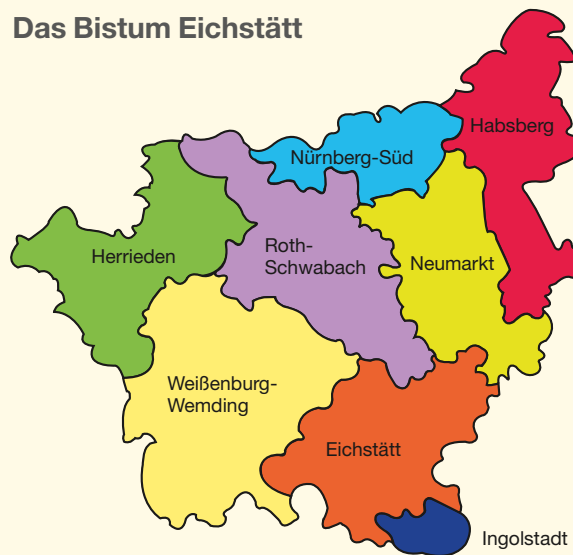 Das Bistum Eichstätt
Habsberg
Nürnberg-Süd
Herrieden
Roth-
Schwabach
Neumarkt
Weißenburg-
Wemding
Eichstätt
Ingolstadt